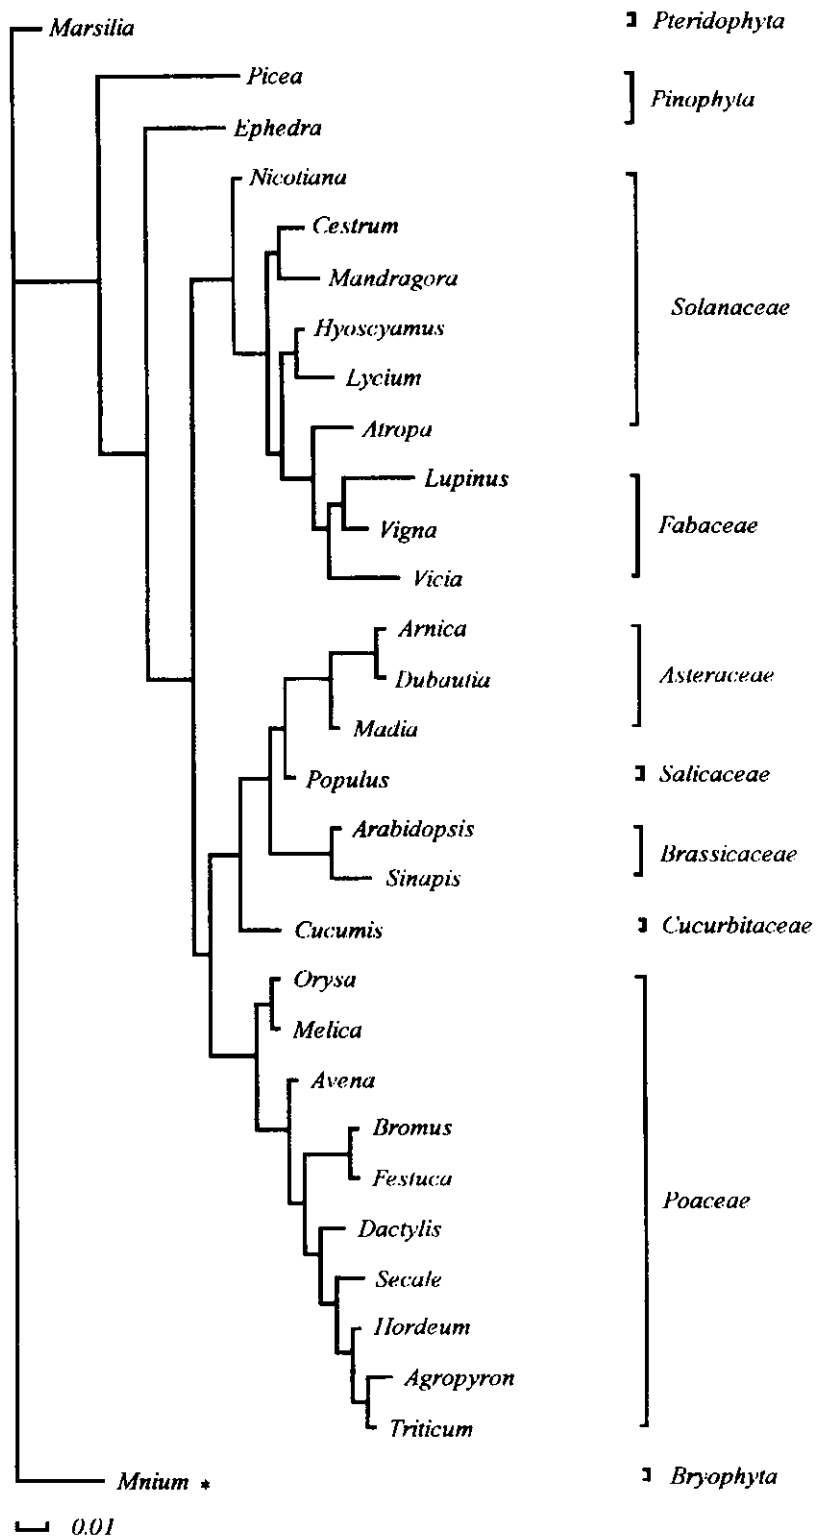 Marsilia
Pteridophyta
Picea
Pinophyta
Ephedra
Nicotiana
Cestrum
Mandragora
Solanaceae
Hyoscyamus
Lycium
Atropa
Lupinus
Fabaceae
Vigna
Vicia
Arnica
Asteraceae
Dubautia
Madia
Populus
Salicaceae
Arabidopsis
Brassicaceae
Sinapis
Cucumis
Cucurbitaceae
Orysa
Melica
Avena
Bromus
Festuca
Poaceae
Dactylis
Secale
Hordeum
Agropyron
Triticum
Mnium *
Bryophyta
0.01